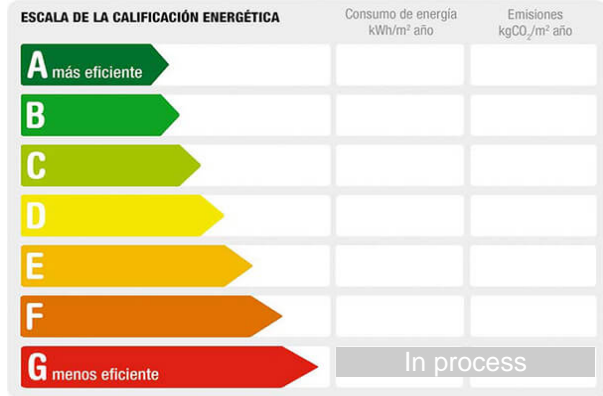 ESCALA DE LA CALIFICACIÓN ENERGÉTICA
Consumo de energía
kWh/m² año
Emisiones
kgCO₂/m² año
A más eficiente
B
C
D
E
F
G menos eficiente
In process